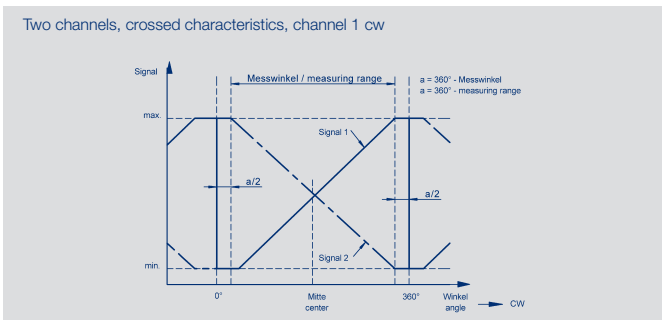 Two channels, crossed characteristics, channel 1 cw
Signal
Messwinkel / measuring range
a = 360° - Messwinkel
a = 360° - measuring range
max.
Signal 1
a/2
a/2
Signal 2
min.
0°
Mitte
center
360°
Winkel
angle
CW